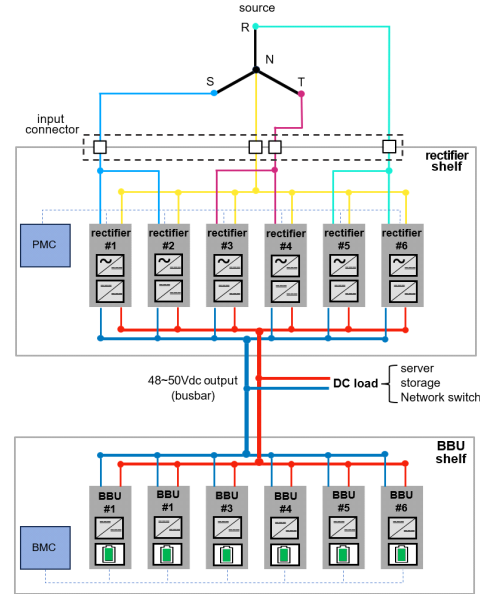 source
R
N
S
T
input
connector
rectifier
shelf
PMC
rectifier
#1
rectifier
#2
rectifier
#3
rectifier
#4
rectifier
#5
rectifier
#6
48~50Vdc output
(busbar)
DC load
server
storage
Network switch
BBU
shelf
BMC
BBU
#1
BBU
#1
BBU
#3
BBU
#4
BBU
#5
BBU
#6